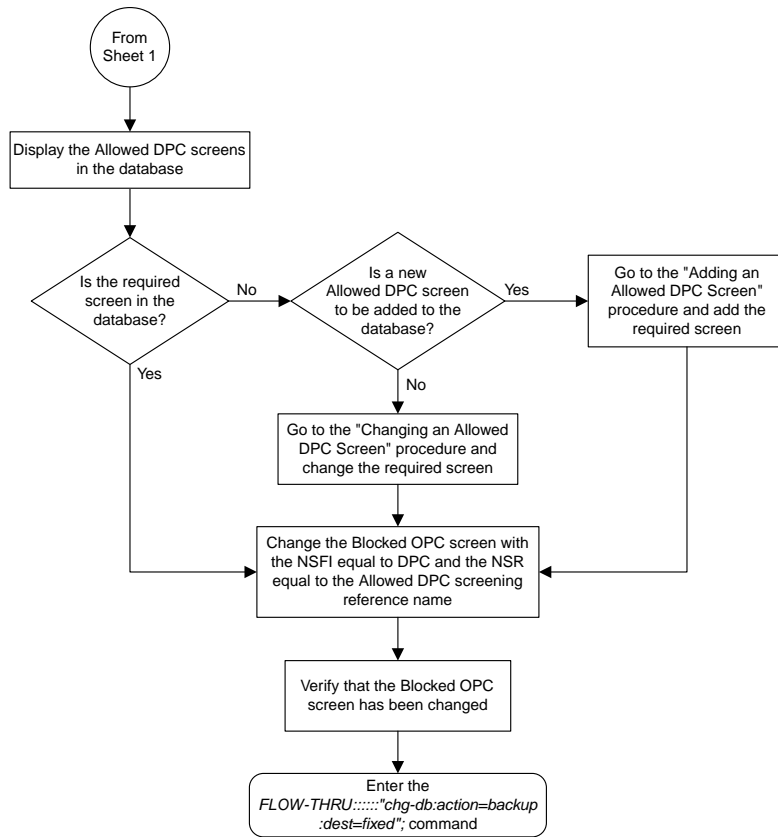 From
Sheet 1
Display the Allowed DPC screens
in the database
Is the required
screen in the
database?
No
Is a new
Allowed DPC screen
to be added to the
database?
Yes
Go to the "Adding an
Allowed DPC Screen"
procedure and add the
required screen
Yes
No
Go to the "Changing an Allowed
DPC Screen" procedure and
change the required screen
Change the Blocked OPC screen with
the NSFI equal to DPC and the NSR
equal to the Allowed DPC screening
reference name
Verify that the Blocked OPC
screen has been changed
Enter the
FLOW-THRU::::::"chg-db:action=backup
:dest=fixed"; command